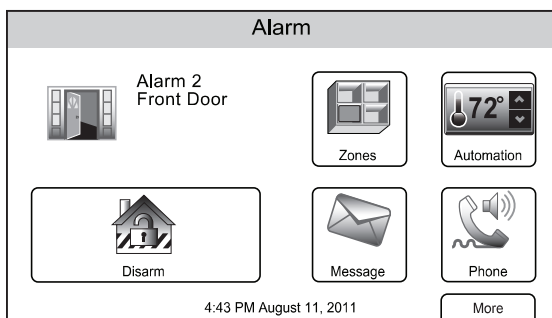 Alarm
Alarm 2
Front Door
72°
Zones
Automation
Disarm
Message
Phone
4:43 PM August 11, 2011
More